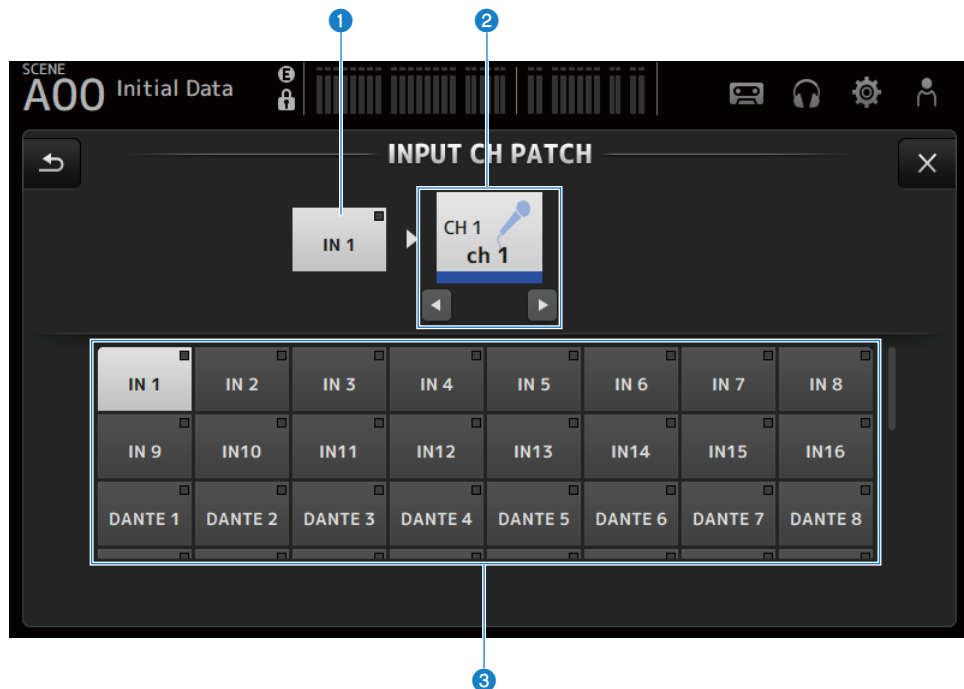 1 2
SCENE
A00 Initial Data E
INPUT CH PATCH
IN 1
CH 1
ch 1
IN 1 IN 2 IN 3 IN 4 IN 5 IN 6 IN 7 IN 8
IN 9 IN10 IN11 IN12 IN13 IN14 IN15 IN16
DANTE 1 DANTE 2 DANTE 3 DANTE 4 DANTE 5 DANTE 6 DANTE 7 DANTE 8
3